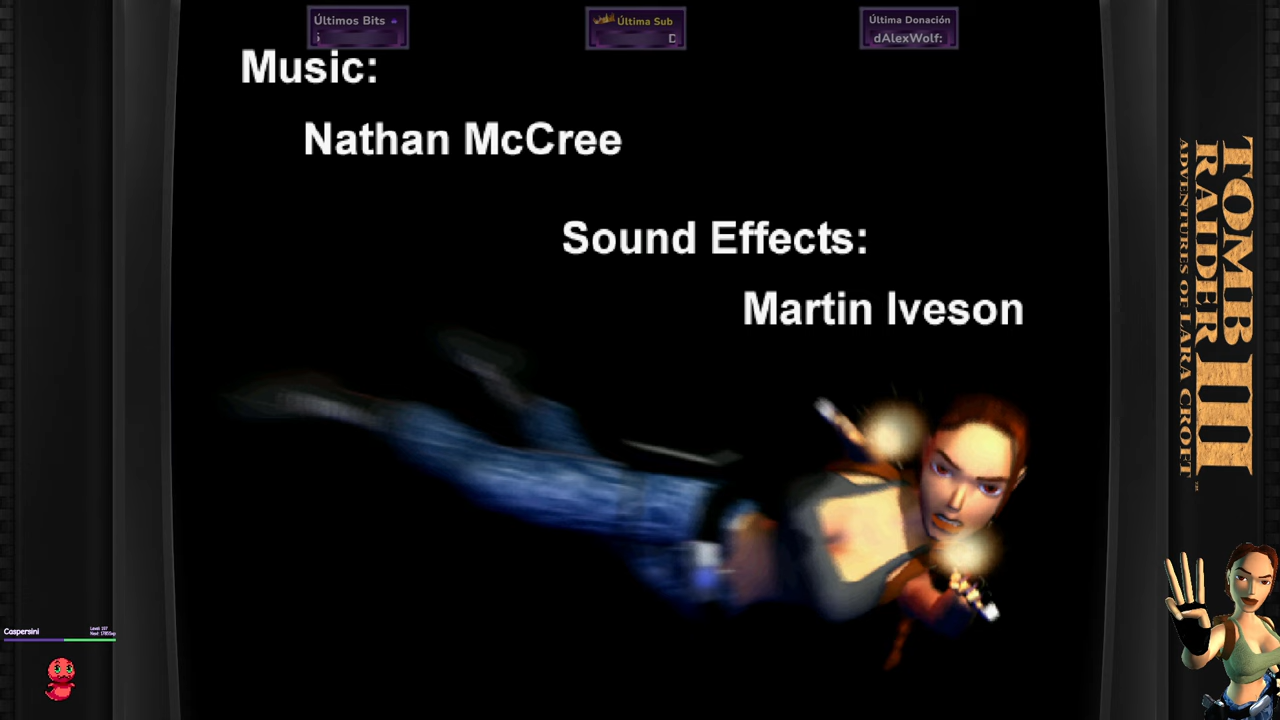 Últimos Bits
Última Sub
Última Donación
dAlexWolf:
Music:
Nathan McCree
Sound Effects:
Martin Iveson
TOMB
RAIDER III
ADVENTURES OF LARA CROFT
Caspersini